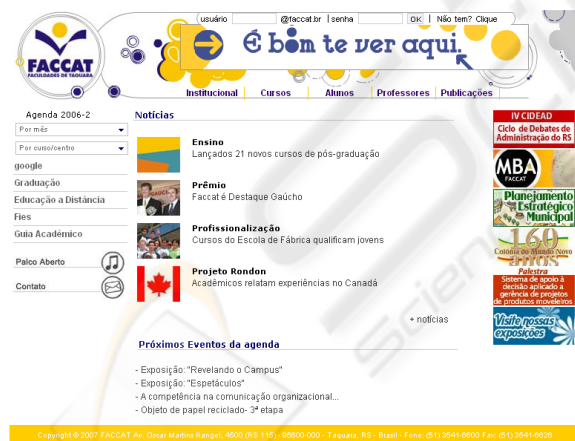 usuário @faccat.br | senha OK | Não tem? Clique
FACCAT
FACULDADES DE TAQUARA
É bom te ver aqui.
Institucional Cursos Alunos Professores Publicações
Agenda 2006-2
Por mês
Por curso/centro
google
Graduação
Educação a Distância
Fies
Guia Acadêmico
Palco Aberto
Contato
Notícias
Ensino
Lançados 21 novos cursos de pós-graduação
Prêmio
Faccat é Destaque Gaúcho
Profissionalização
Cursos do Escola de Fábrica qualificam jovens
Projeto Rondon
Acadêmicos relatam experiências no Canadá
+ notícias
Próximos Eventos da agenda
- Exposição: "Revelando o Campus"
- Exposição: "Espetáculos"
- A competência na comunicação organizacional...
- Objeto de papel reciclado- 3ª etapa
IV CIDEAD
Ciclo de Debates de
Administração do RS
MBA
FACCAT
Planejamento
Estratégico
Municipal
160
Colônia do Mundo Novo
anos
Palestra
Sistema de apoio à
decisão aplicado a
gerência de projetos
de produtos moveleiros
Visite nossas
exposições
Copyright © 2007 FACCAT Av. Oscar Martins Rangel, 4500 (RS 115) - 95600-000 - Taquara, RS - Brasil - Fone: (51) 3541-6600 Fax: (51) 3541-6626